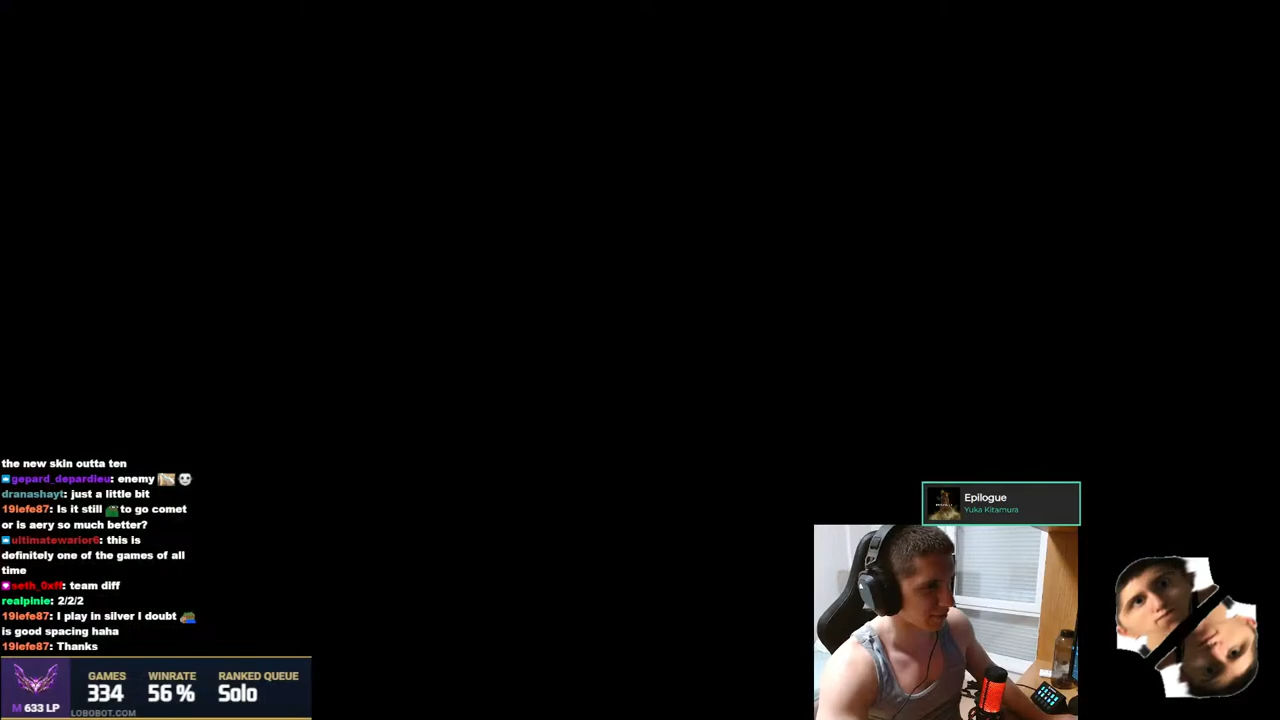 the new skin outta ten
gepard_depardieu: enemy
dranashayt: just a little bit
19lefe87: Is it still to go comet
or is aery so much better?
ultimatewarior6: this is
definitely one of the games of all
time
seth_0xff: team diff
realpinie: 2/2/2
19lefe87: I play in silver I doubt
is good spacing haha
19lefe87: Thanks
GAMES WINRATE RANKED QUEUE
334 56 % Solo
M 633 LP
LOBOBOT.COM
Epilogue
Yuka Kitamura